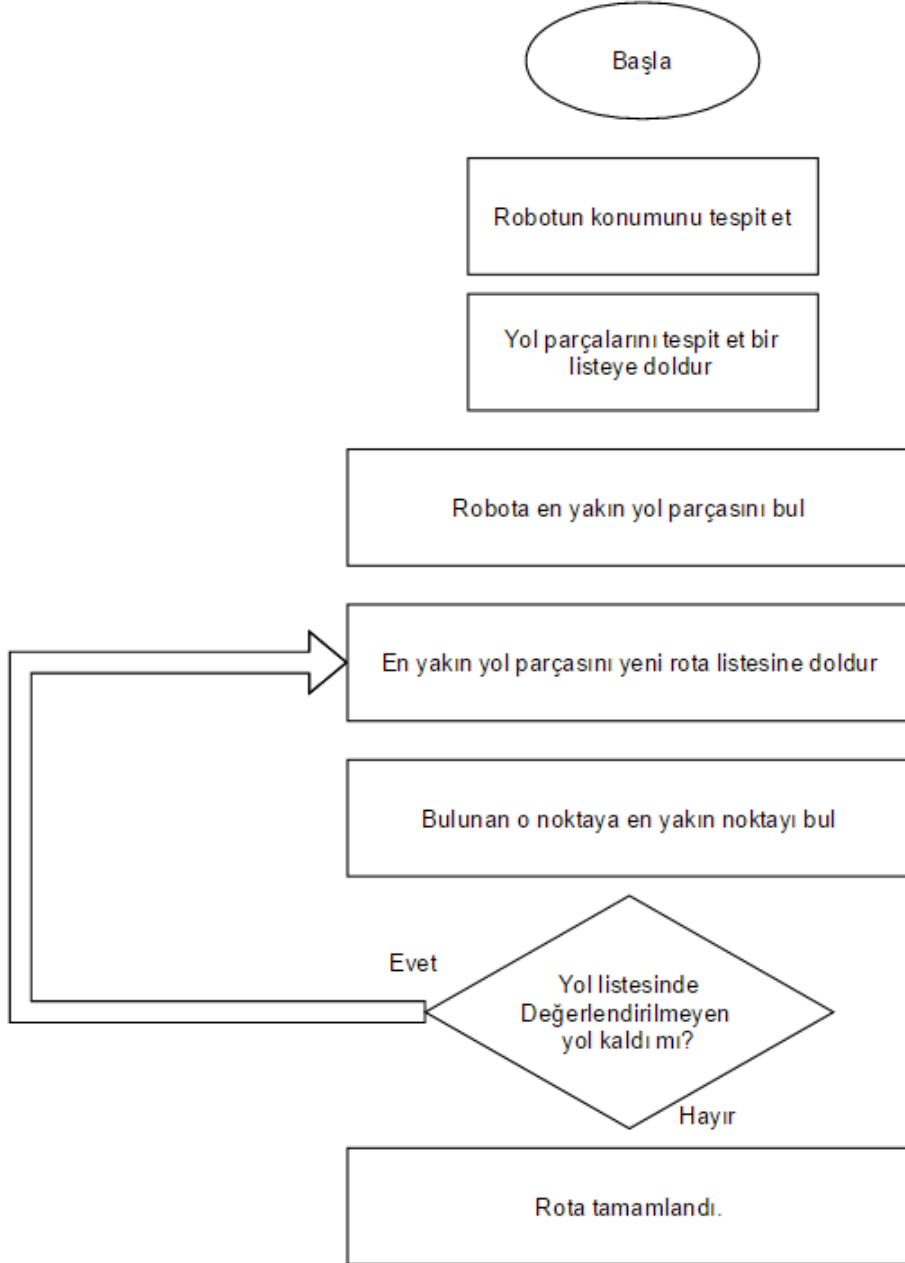 Başla
Robotun konumunu tespit et
Yol parçalarını tespit et bir
listeye doldur
Robota en yakın yol parçasını bul
En yakın yol parçasını yeni rota listesine doldur
Bulunan o noktaya en yakın noktayı bul
Evet
Yol listesinde
Değerlendirilmeyen
yol kaldı mı?
Hayır
Rota tamamlandı.